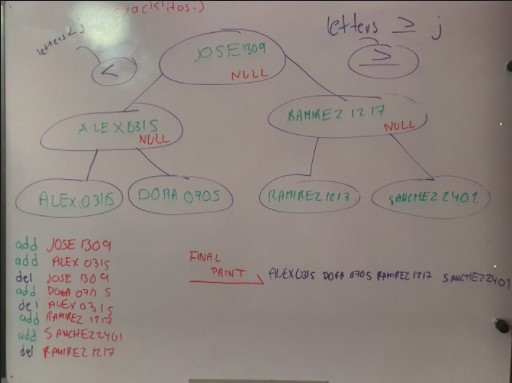 letters < j
letters ≥ j
<
≥
JOSE 1309
NULL
ALEX 0315
NULL
RAMIREZ 1217
NULL
ALEX 0315
DORA 0705
RAMIREZ 1217
SANCHEZ 2401
add JOSE 1309
add ALEX 0315
del JOSE 1309
add DORA 0705
del ALEX 0315
add RAMIREZ 1217
add SANCHEZ 2401
del RAMIREZ 1217
FINAL
PRINT
ALEX 0315 DORA 0705 RAMIREZ 1217 SANCHEZ 2401